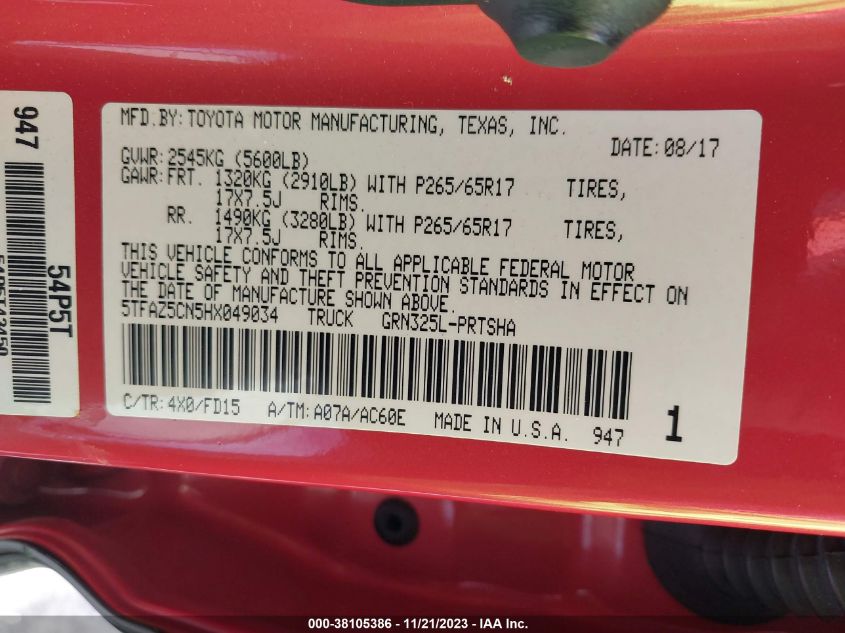 MFD.BY:TOYOTA MOTOR MANUFACTURING, TEXAS, INC.
DATE:08/17
GVWR:2545KG (5600LB)
GAWR:FRT. 1320KG (2910LB) WITH P265/65R17 TIRES,
17X7.5J RIMS.
RR. 1490KG (3280LB) WITH P265/65R17 TIRES,
17X7.5J RIMS.
THIS VEHICLE CONFORMS TO ALL APPLICABLE FEDERAL MOTOR
VEHICLE SAFETY AND THEFT PREVENTION STANDARDS IN EFFECT ON
THE DATE OF MANUFACTURE SHOWN ABOVE.
5TFAZ5CN5HX049034 TRUCK GRN325L-PRTSHA
C/TR:4X0/FD15 A/TM:A07A/AC60E MADE IN U.S.A. 947 1
947
54P5T
000-38105386 - 11/21/2023 - IAA Inc.